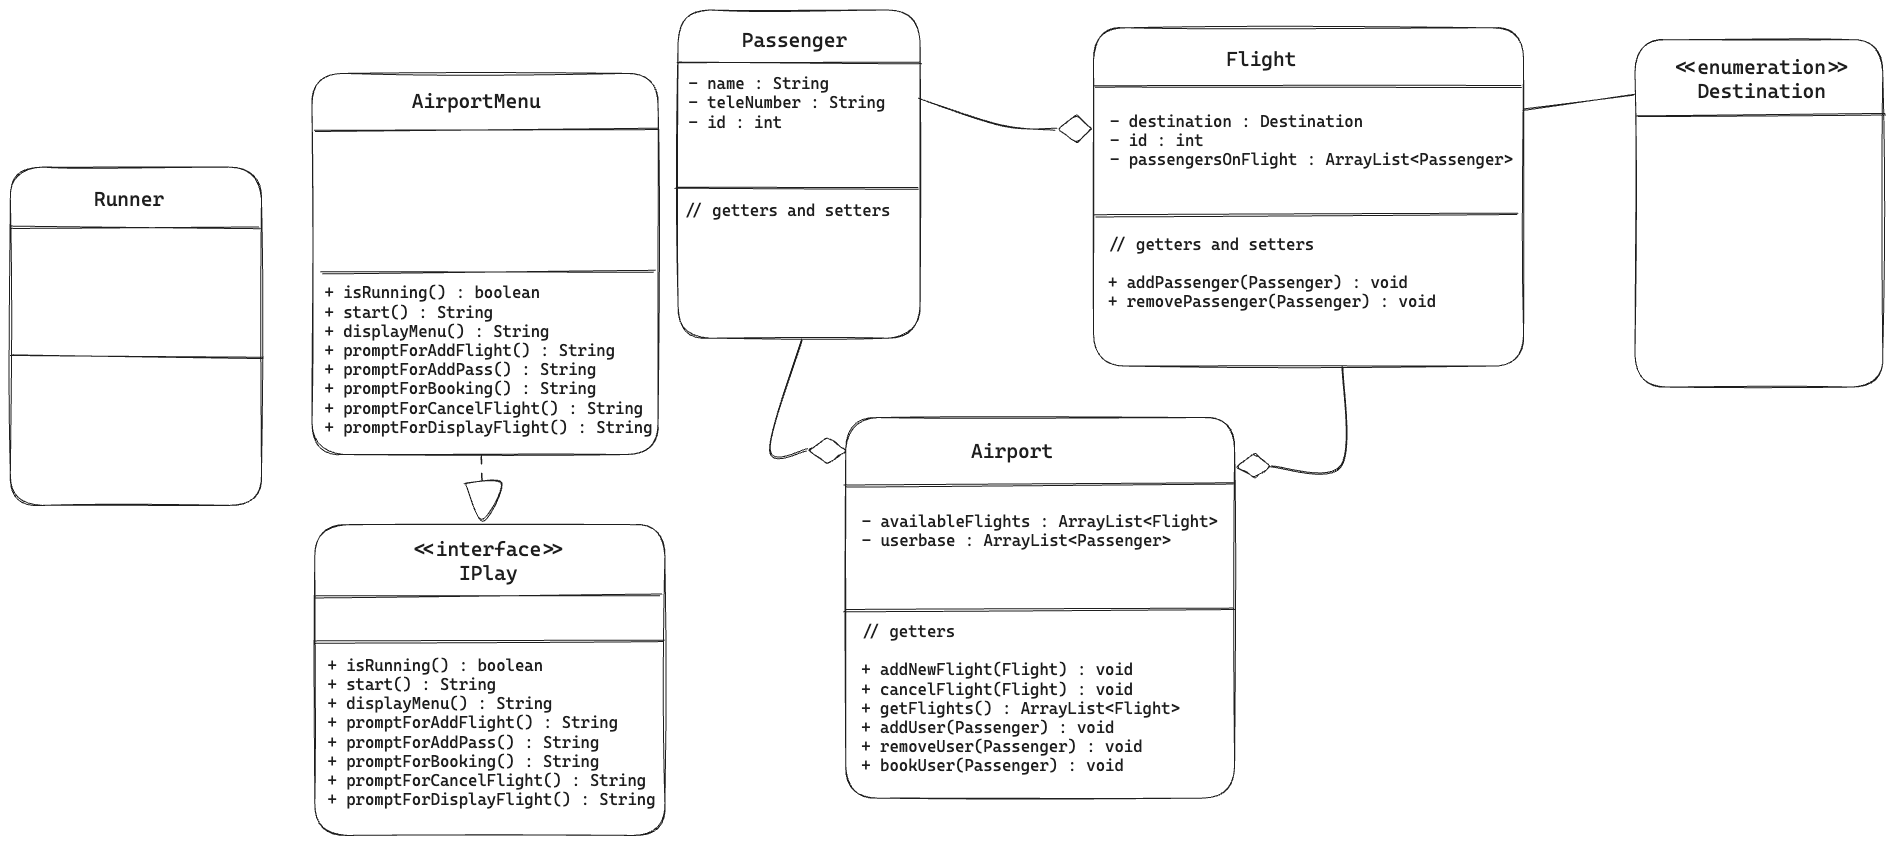 Runner
AirportMenu
+ isRunning() : boolean
+ start() : String
+ displayMenu() : String
+ promptForAddFlight() : String
+ promptForAddPass() : String
+ promptForBooking() : String
+ promptForCancelFlight() : String
+ promptForDisplayFlight() : String
<<interface>>
IPlay
+ isRunning() : boolean
+ start() : String
+ displayMenu() : String
+ promptForAddFlight() : String
+ promptForAddPass() : String
+ promptForBooking() : String
+ promptForCancelFlight() : String
+ promptForDisplayFlight() : String
Passenger
- name : String
- teleNumber : String
- id : int
// getters and setters
Flight
- destination : Destination
- id : int
- passengersOnFlight : ArrayList<Passenger>
// getters and setters
+ addPassenger(Passenger) : void
+ removePassenger(Passenger) : void
<<enumeration>>
Destination
Airport
- availableFlights : ArrayList<Flight>
- userbase : ArrayList<Passenger>
// getters
+ addNewFlight(Flight) : void
+ cancelFlight(Flight) : void
+ getFlights() : ArrayList<Flight>
+ addUser(Passenger) : void
+ removeUser(Passenger) : void
+ bookUser(Passenger) : void